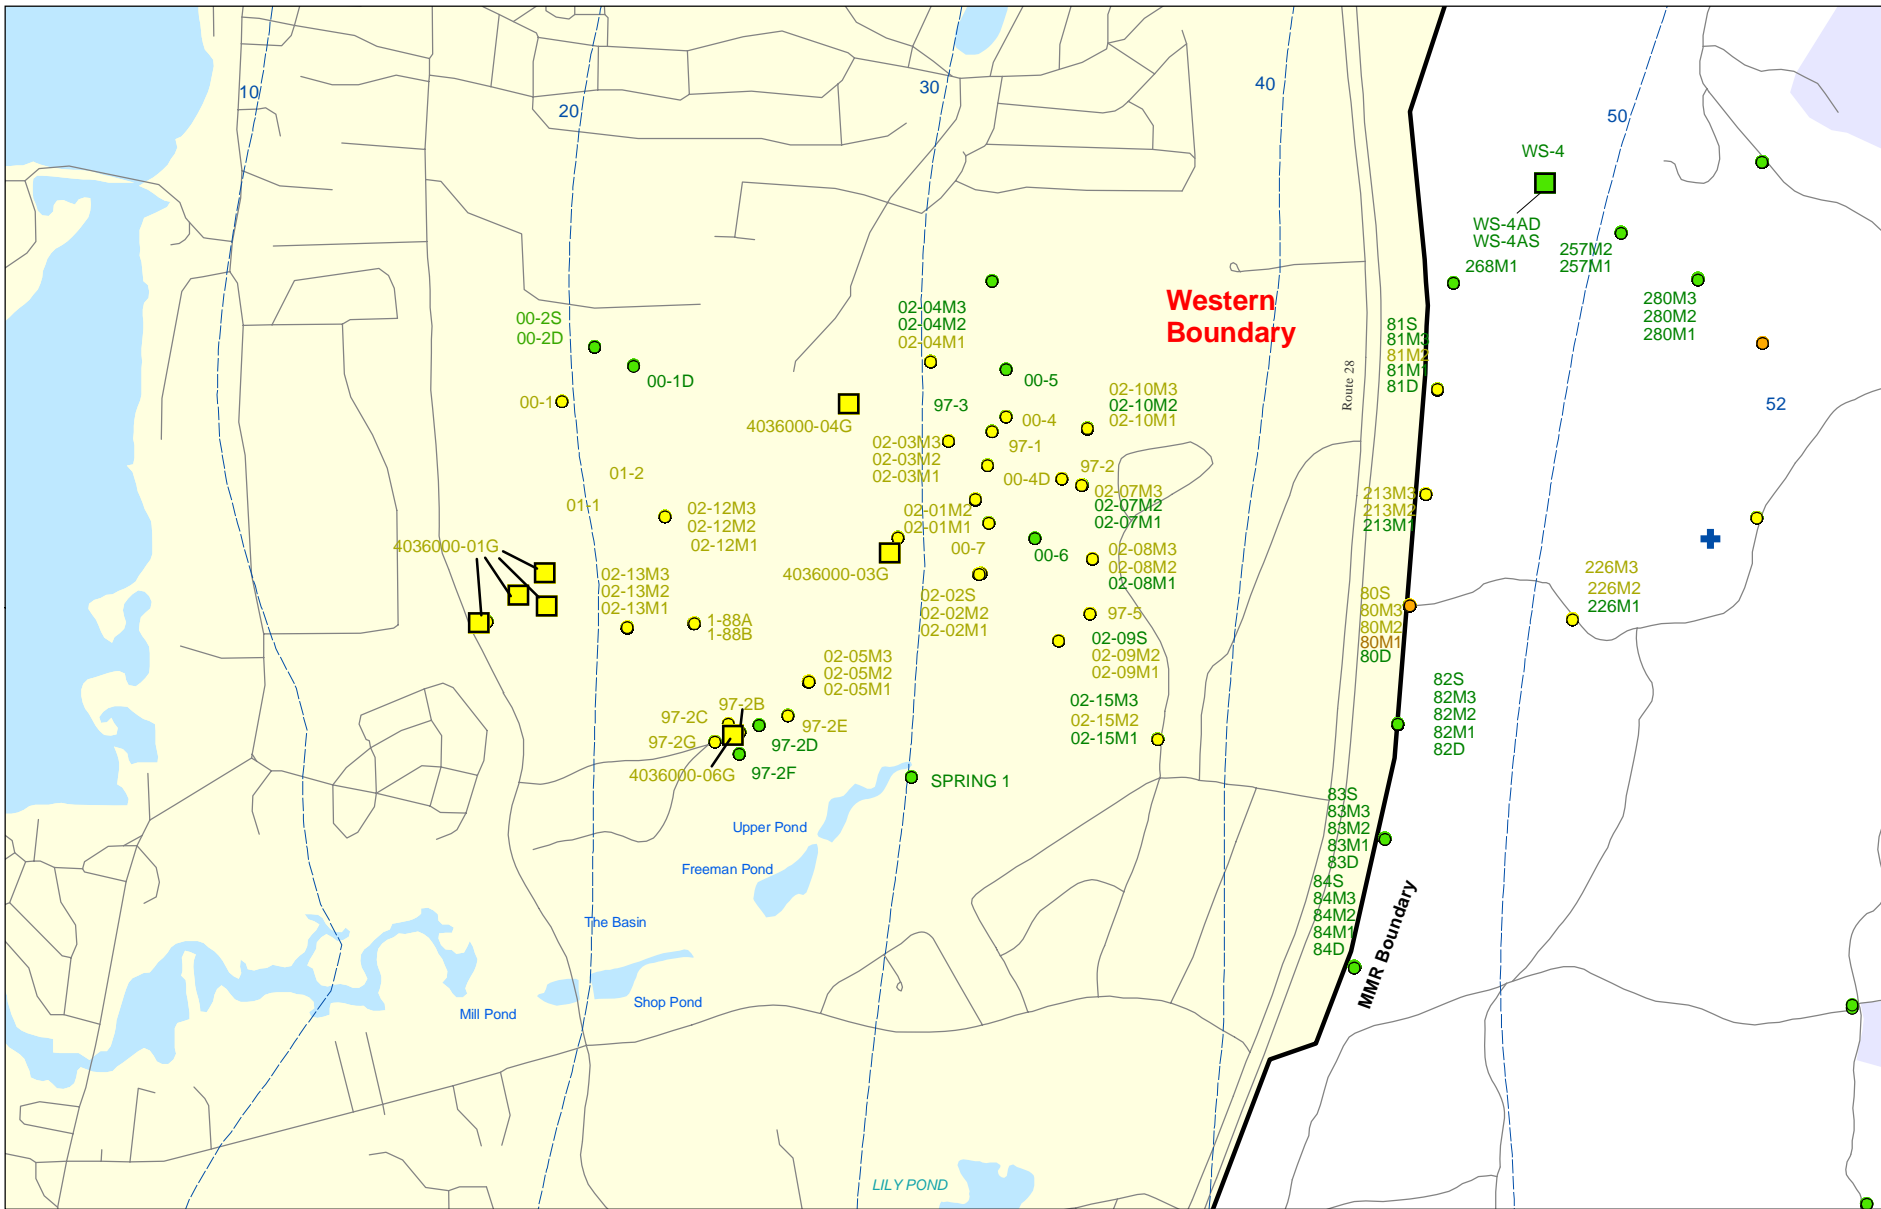 10
20
30
40
50
52
WS-4
WS-4AD
WS-4AS
257M2
257M1
268M1
280M3
280M2
280M1
Western
Boundary
00-2S
00-2D
00-1D
00-1
02-04M3
02-04M2
02-04M1
00-5
97-3
00-4
97-1
02-10M3
02-10M2
02-10M1
4036000-04G
02-03M3
02-03M2
02-03M1
00-4D
97-2
02-07M3
02-07M2
02-07M1
01-2
01-1
02-12M3
02-12M2
02-12M1
02-01M2
02-01M1
00-7
00-6
4036000-01G
4036000-03G
02-08M3
02-08M2
02-08M1
02-13M3
02-13M2
02-13M1
1-88A
1-88B
02-02S
02-02M2
02-02M1
97-5
02-09S
02-09M2
02-09M1
02-05M3
02-05M2
02-05M1
97-2B
97-2C
97-2G
97-2E
97-2D
97-2F
4036000-06G
02-15M3
02-15M2
02-15M1
SPRING 1
Route 28
81S
81M3
81M2
81M1
81D
213M3
213M2
213M1
80S
80M3
80M2
80M1
80D
226M3
226M2
226M1
82S
82M3
82M2
82M1
82D
83S
83M3
83M2
83M1
83D
84S
84M3
84M2
84M1
84D
MMR Boundary
Upper Pond
Freeman Pond
The Basin
Shop Pond
Mill Pond
LILY POND